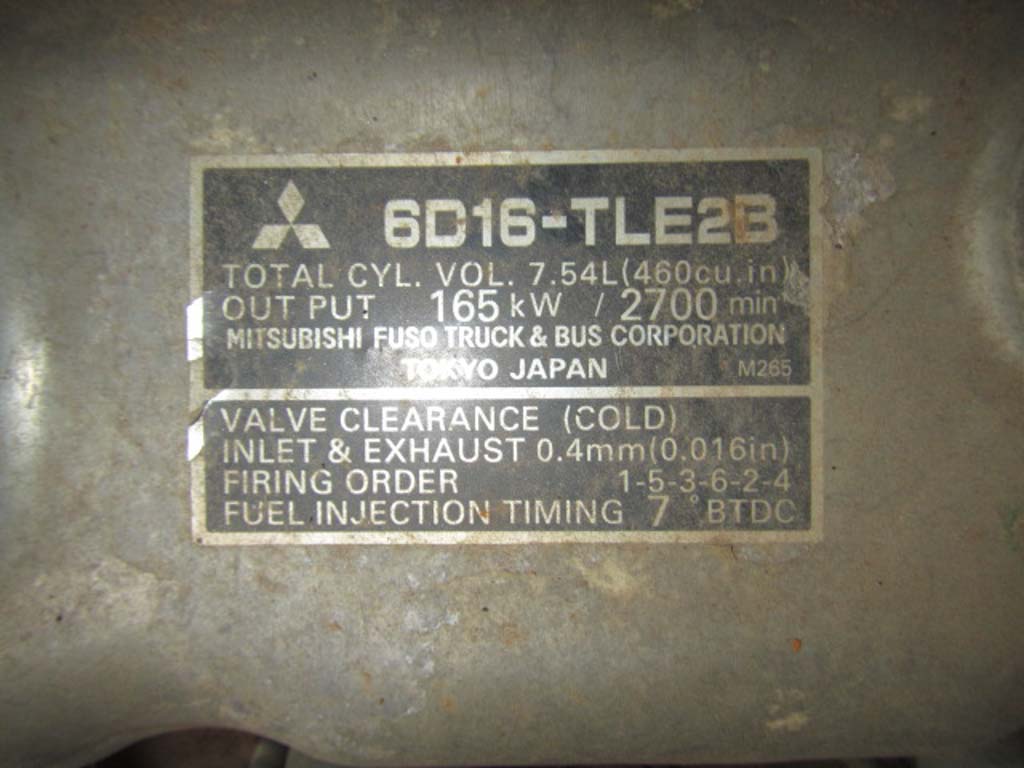 6D16-TLE2B
TOTAL CYL. VOL. 7.54L(460cu.in)
OUT PUT 165 kW / 2700 min
MITSUBISHI FUSO TRUCK & BUS CORPORATION
TOKYO JAPAN M265
VALVE CLEARANCE (COLD)
INLET & EXHAUST 0.4mm(0.016in)
FIRING ORDER 1-5-3-6-2-4
FUEL INJECTION TIMING 7° BTDC